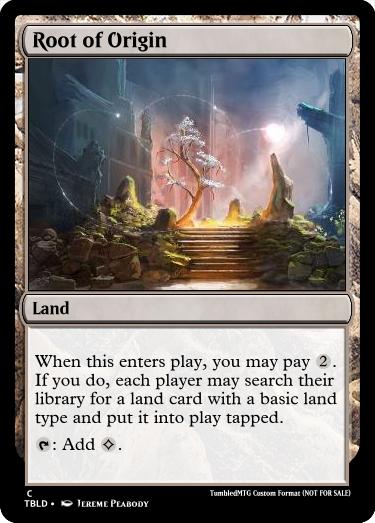 Root of Origin
Land
When this enters play, you may pay 2.
If you do, each player may search their
library for a land card with a basic land
type and put it into play tapped.
: Add .
C
TBLD • Jereme Peabody
TumbledMTG Custom Format (NOT FOR SALE)